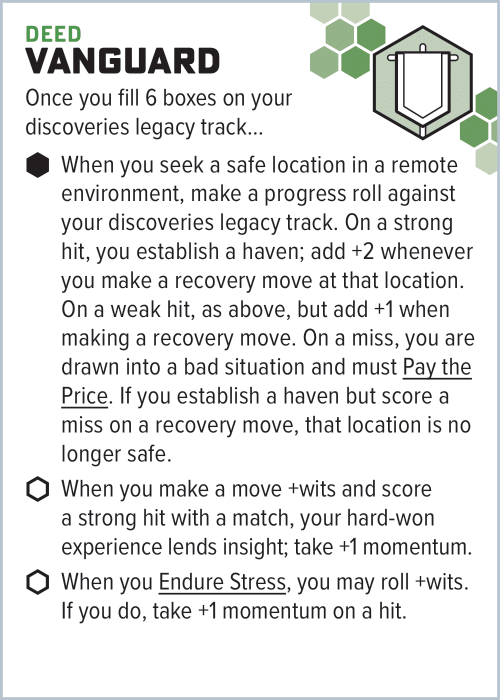 DEED
VANGUARD
Once you fill 6 boxes on your
discoveries legacy track...
When you seek a safe location in a remote
environment, make a progress roll against
your discoveries legacy track. On a strong
hit, you establish a haven; add +2 whenever
you make a recovery move at that location.
On a weak hit, as above, but add +1 when
making a recovery move. On a miss, you are
drawn into a bad situation and must Pay the
Price. If you establish a haven but score a
miss on a recovery move, that location is no
longer safe.
When you make a move +wits and score
a strong hit with a match, your hard-won
experience lends insight; take +1 momentum.
When you Endure Stress, you may roll +wits.
If you do, take +1 momentum on a hit.